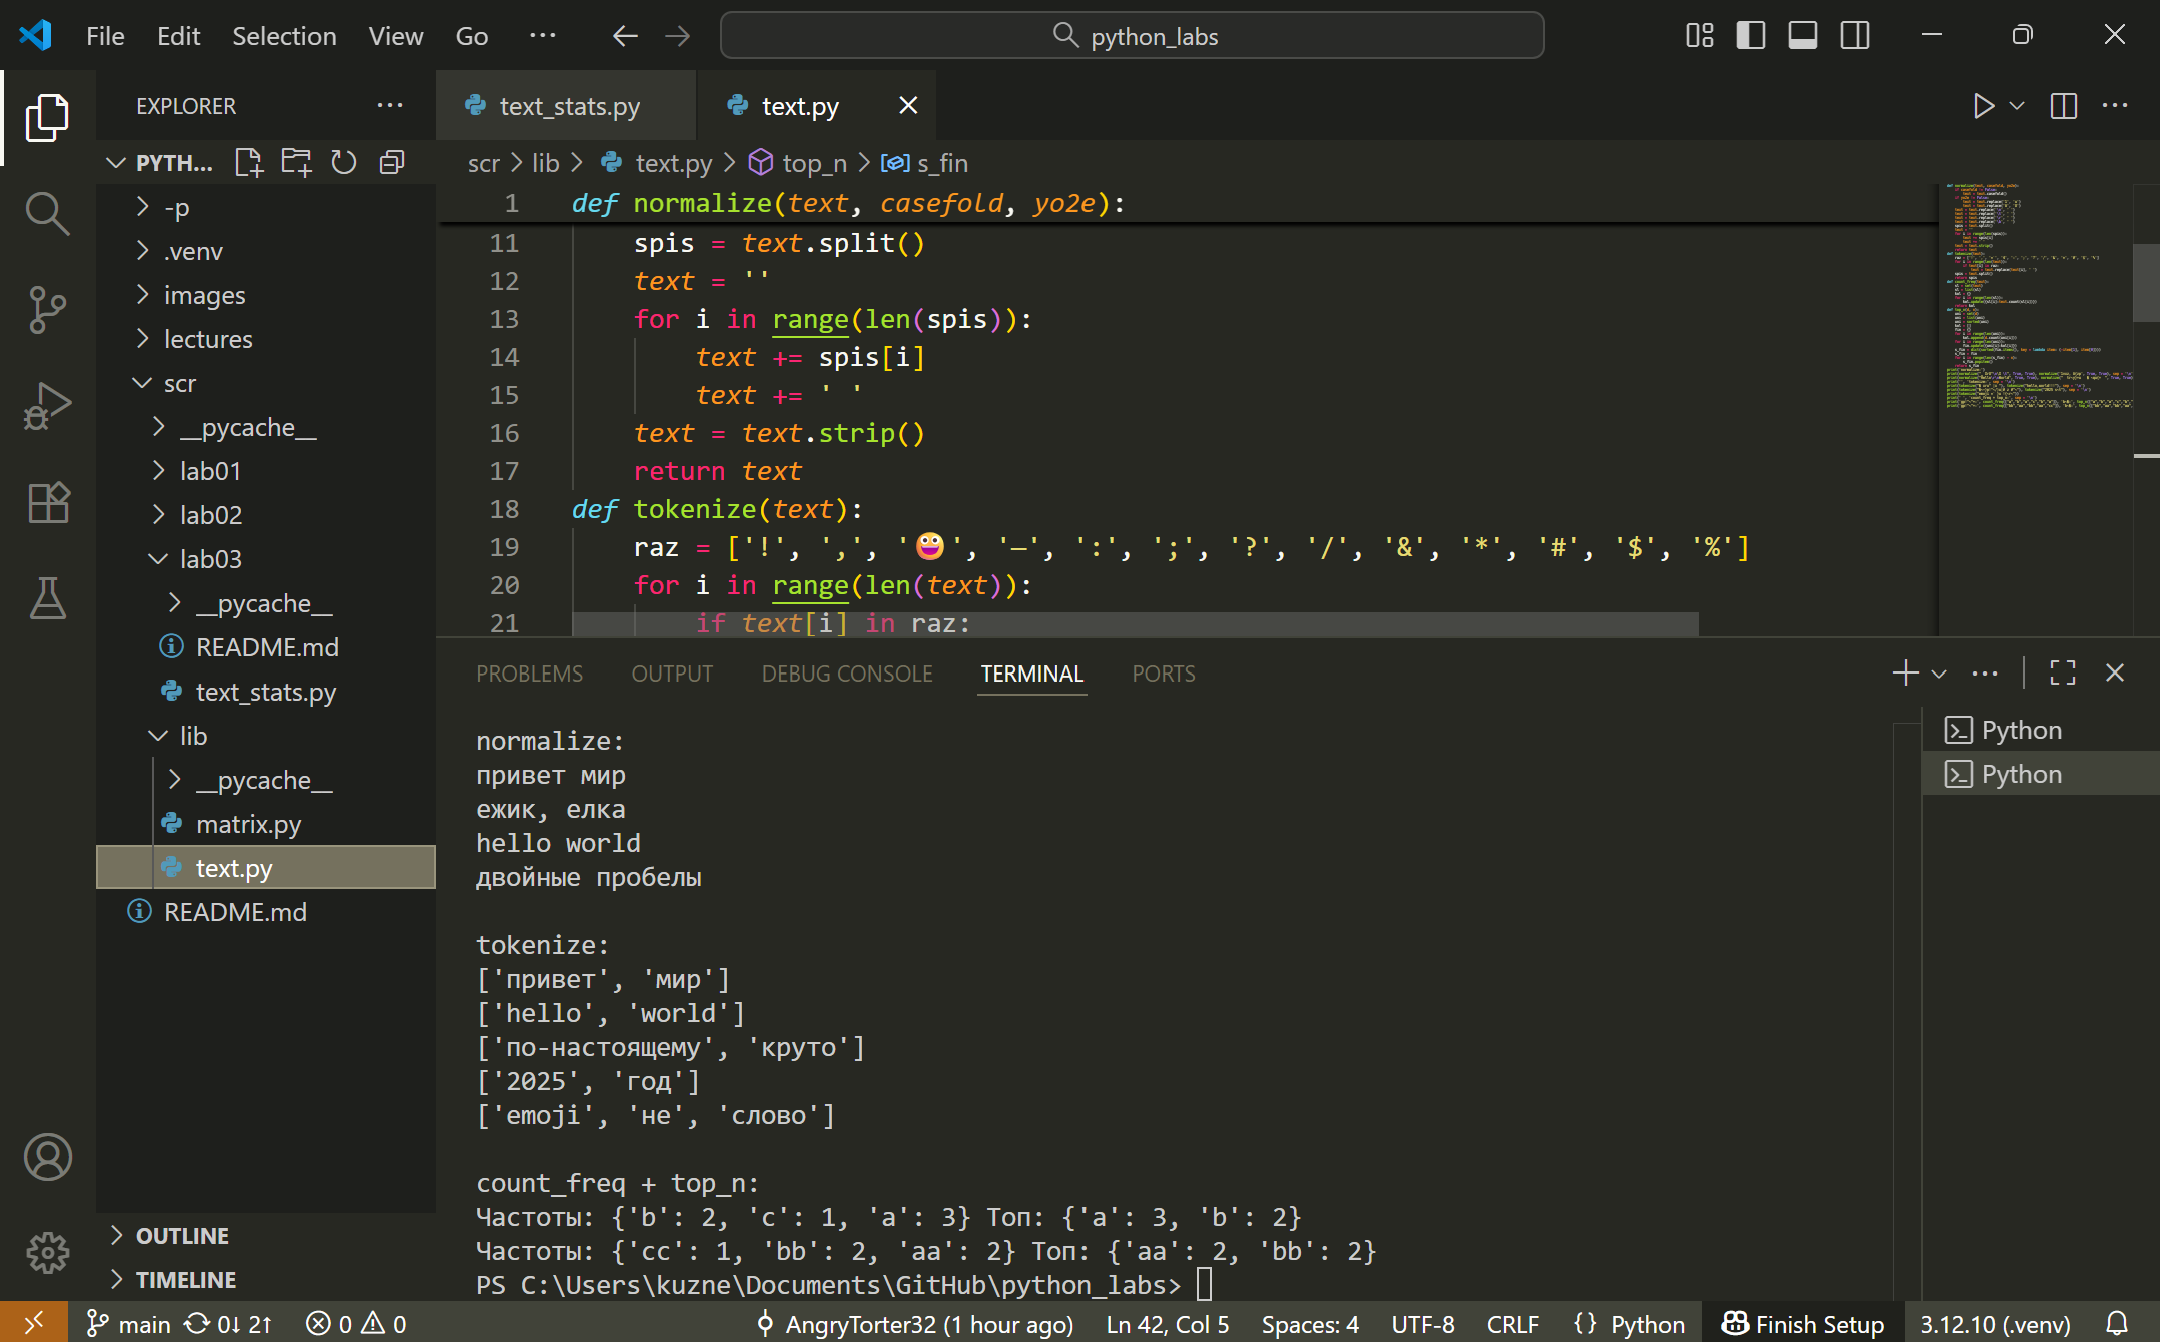 File Edit Selection View Go ··· python_labs
EXPLORER ···
text_stats.py
text.py
PYTH...
scr > lib > text.py > top_n > s_fin
-p
.venv
images
lectures
scr
__pycache__
lab01
lab02
lab03
__pycache__
README.md
text_stats.py
lib
__pycache__
matrix.py
text.py
README.md
OUTLINE
TIMELINE
1 def normalize(text, casefold, yo2e):
11 spis = text.split()
12 text = ''
13 for i in range(len(spis)):
14 text += spis[i]
15 text += ' '
16 text = text.strip()
17 return text
18 def tokenize(text):
19 raz = ['!', ',', '😀', '—', ':', ';', '?', '/', '&', '*', '#', '$', '%']
20 for i in range(len(text)):
21 if text[i] in raz:
PROBLEMS OUTPUT DEBUG CONSOLE TERMINAL PORTS
Python
Python
normalize:
привет мир
ежик, елка
hello world
двойные пробелы
tokenize:
['привет', 'мир']
['hello', 'world']
['по-настоящему', 'круто']
['2025', 'год']
['emoji', 'не', 'слово']
count_freq + top_n:
Частоты: {'b': 2, 'c': 1, 'a': 3} Топ: {'a': 3, 'b': 2}
Частоты: {'cc': 1, 'bb': 2, 'aa': 2} Топ: {'aa': 2, 'bb': 2}
PS C:\Users\kuzne\Documents\GitHub\python_labs>
main 0↓ 2↑ 0 0 AngryTorter32 (1 hour ago) Ln 42, Col 5 Spaces: 4 UTF-8 CRLF {} Python Finish Setup 3.12.10 (.venv)